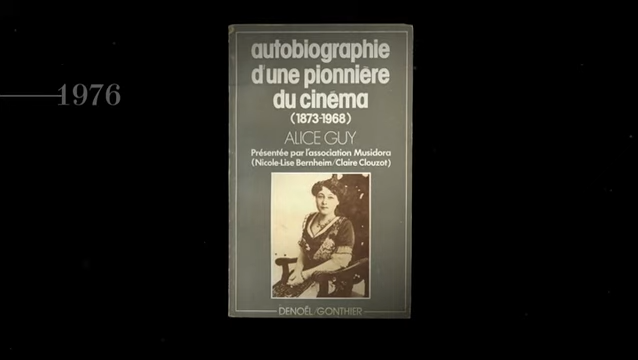 1976
autobiographie
d'une pionnière
du cinéma
(1873-1968)
ALICE GUY
Présentée par l'association Musidora
(Nicole-Lise Bernheim/Claire Clouzot)
DENOËL/GONTHIER